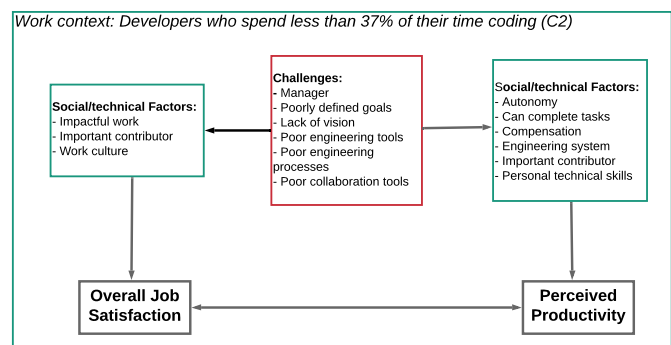 Work context: Developers who spend less than 37% of their time coding (C2)
Social/technical Factors:
- Impactful work
- Important contributor
- Work culture
Challenges:
- Manager
- Poorly defined goals
- Lack of vision
- Poor engineering tools
- Poor engineering
processes
- Poor collaboration tools
Social/technical Factors:
- Autonomy
- Can complete tasks
- Compensation
- Engineering system
- Important contributor
- Personal technical skills
Overall Job
Satisfaction
Perceived
Productivity